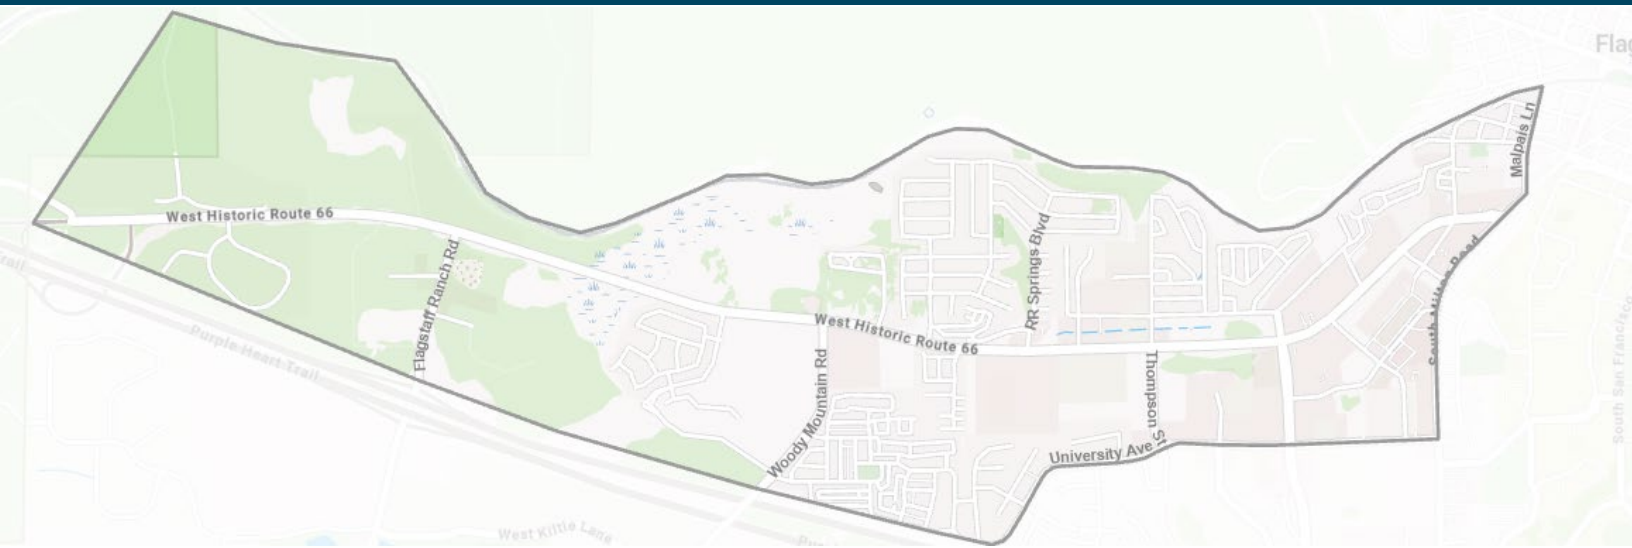 Flag
Malpais Ln
West Historic Route 66
RR Springs Blvd
Flagstaff Ranch Rd
South Milton Road
Trail
Purple Heart Trail
West Historic Route 66
Woody Mountain Rd
Thompson St
University Ave
South San Francisco
West Kiltie Lane